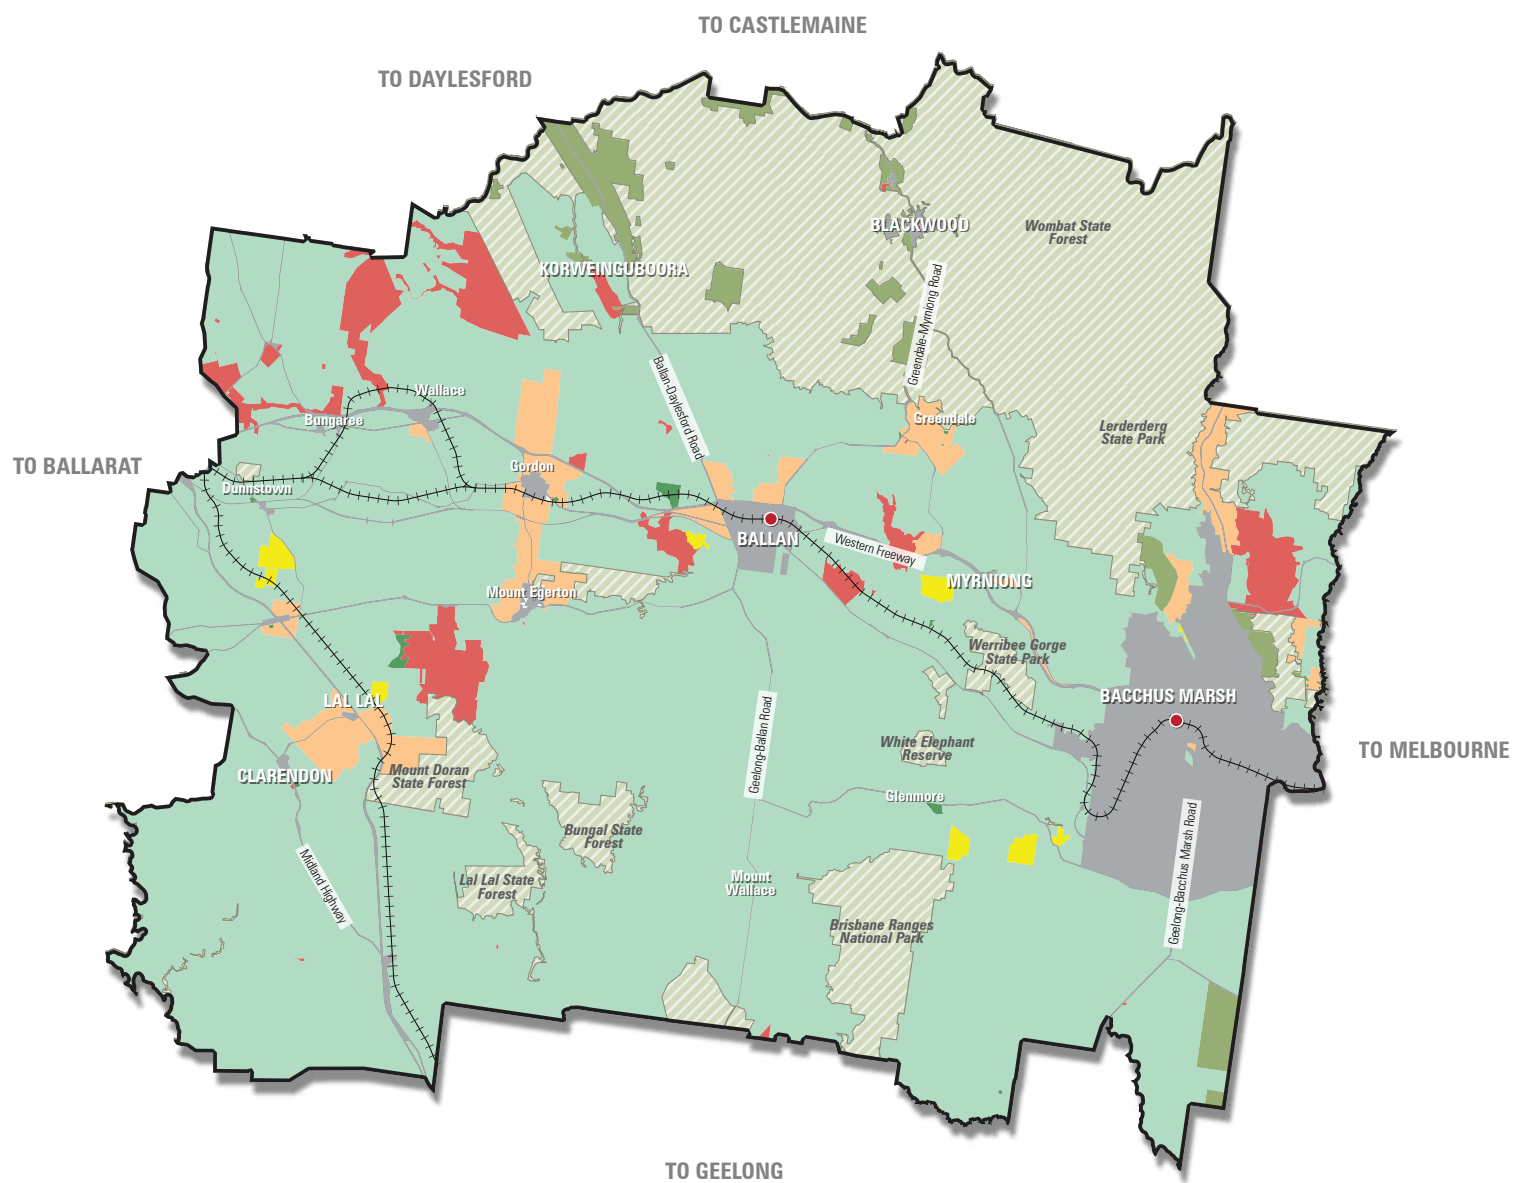 TO CASTLEMAINE
TO DAYLESFORD
BLACKWOOD
Wombat State
Forest
KORWEINGUBOORA
Greendale-Myrniong Road
Ballan-Daylesford Road
Wallace
Bungaree
Greendale
Lerderderg
State Park
TO BALLARAT
Gordon
Dunnstown
BALLAN
Western Freeway
MYRNIONG
Mount Egerton
Werribee Gorge
State Park
LAL LAL
BACCHUS MARSH
Geelong-Ballan Road
White Elephant
Reserve
TO MELBOURNE
CLARENDON
Mount Doran
State Forest
Glenmore
Bungal State
Forest
Geelong-Bacchus Marsh Road
Midland Highway
Lal Lal State
Forest
Mount
Wallace
Brisbane Ranges
National Park
TO GEELONG